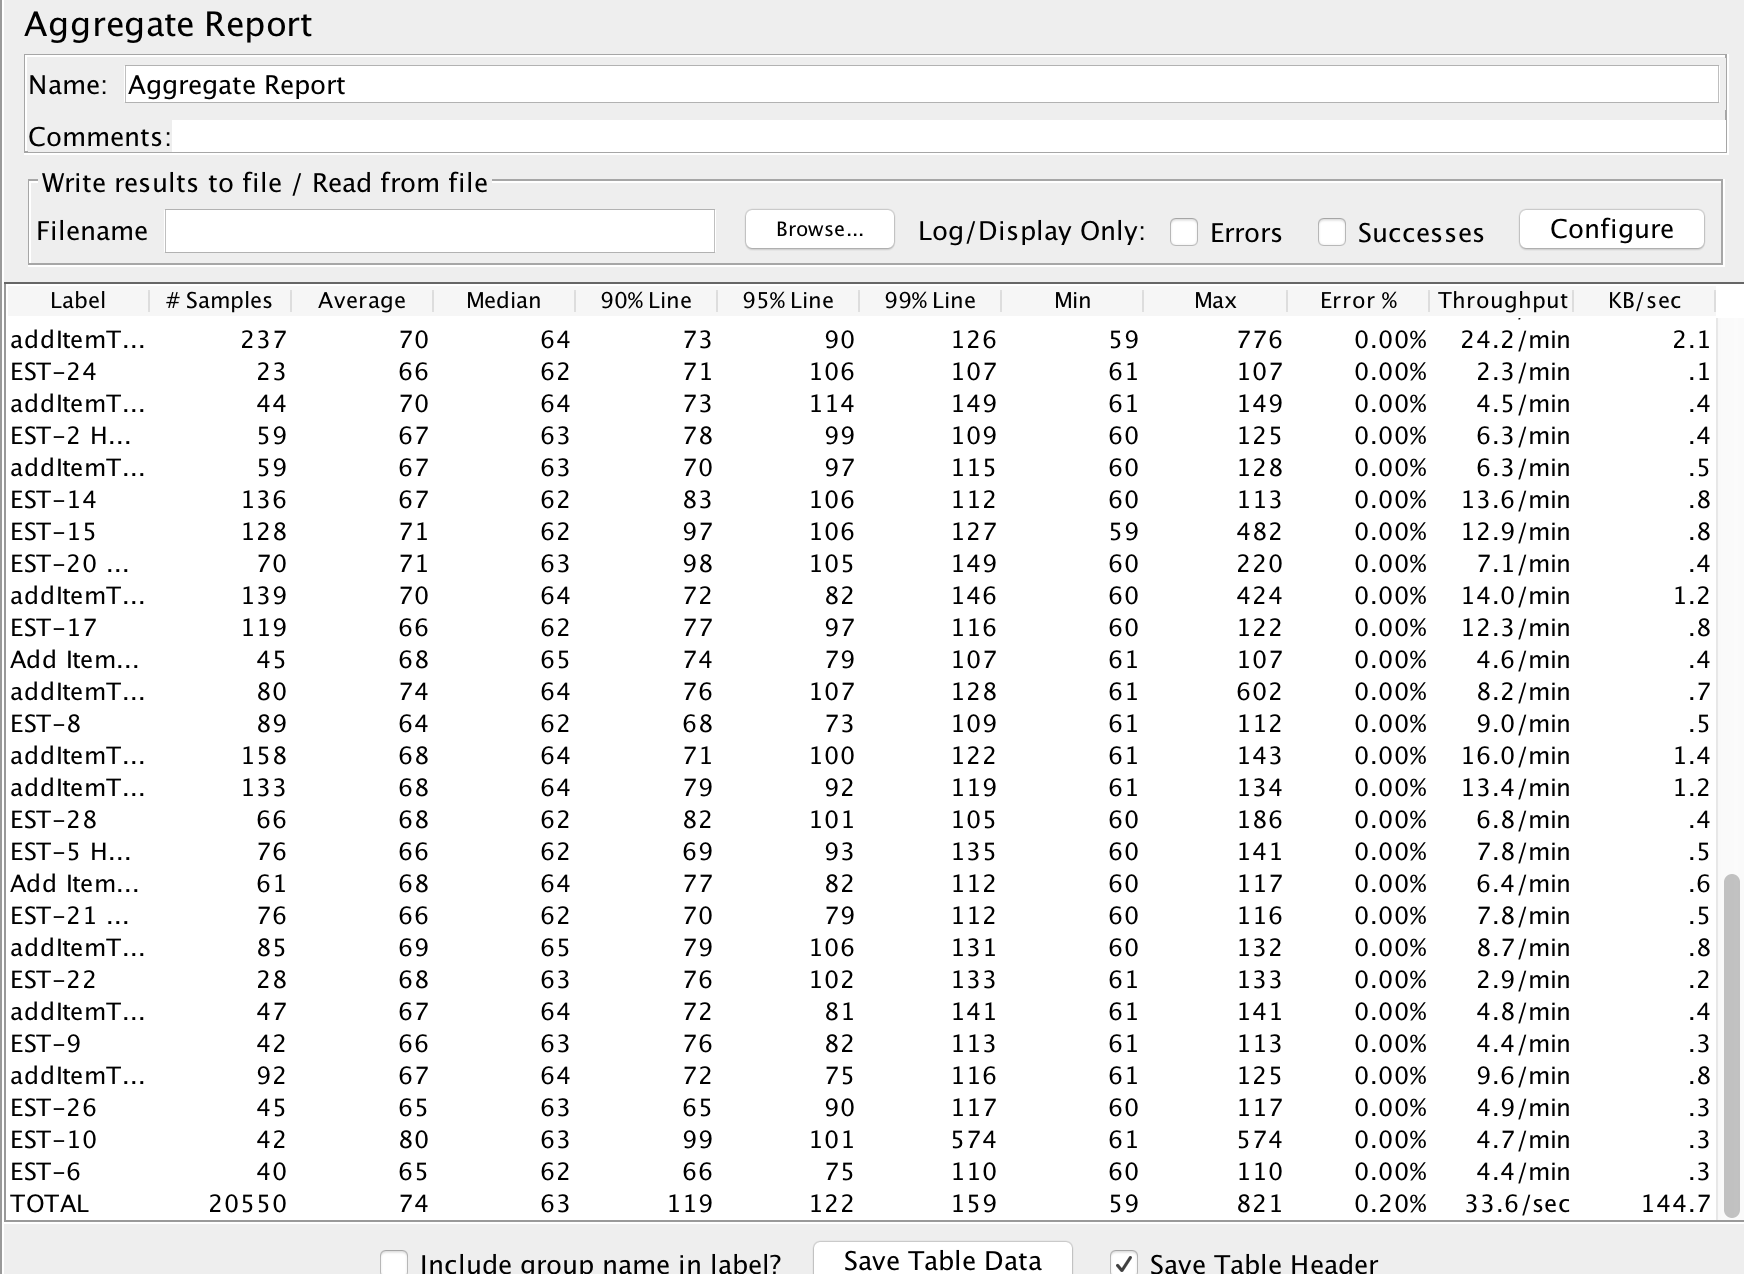 Aggregate Report
Name: Aggregate Report
Comments:
Write results to file / Read from file
Filename Browse... Log/Display Only: Errors Successes Configure
Label # Samples Average Median 90% Line 95% Line 99% Line Min Max Error % Throughput KB/sec
addItemT... 237 70 64 73 90 126 59 776 0.00% 24.2/min 2.1
EST-24 23 66 62 71 106 107 61 107 0.00% 2.3/min .1
addItemT... 44 70 64 73 114 149 61 149 0.00% 4.5/min .4
EST-2 H... 59 67 63 78 99 109 60 125 0.00% 6.3/min .4
addItemT... 59 67 63 70 97 115 60 128 0.00% 6.3/min .5
EST-14 136 67 62 83 106 112 60 113 0.00% 13.6/min .8
EST-15 128 71 62 97 106 127 59 482 0.00% 12.9/min .8
EST-20 ... 70 71 63 98 105 149 60 220 0.00% 7.1/min .4
addItemT... 139 70 64 72 82 146 60 424 0.00% 14.0/min 1.2
EST-17 119 66 62 77 97 116 60 122 0.00% 12.3/min .8
Add Item... 45 68 65 74 79 107 61 107 0.00% 4.6/min .4
addItemT... 80 74 64 76 107 128 61 602 0.00% 8.2/min .7
EST-8 89 64 62 68 73 109 61 112 0.00% 9.0/min .5
addItemT... 158 68 64 71 100 122 61 143 0.00% 16.0/min 1.4
addItemT... 133 68 64 79 92 119 61 134 0.00% 13.4/min 1.2
EST-28 66 68 62 82 101 105 60 186 0.00% 6.8/min .4
EST-5 H... 76 66 62 69 93 135 60 141 0.00% 7.8/min .5
Add Item... 61 68 64 77 82 112 60 117 0.00% 6.4/min .6
EST-21 ... 76 66 62 70 79 112 60 116 0.00% 7.8/min .5
addItemT... 85 69 65 79 106 131 60 132 0.00% 8.7/min .8
EST-22 28 68 63 76 102 133 61 133 0.00% 2.9/min .2
addItemT... 47 67 64 72 81 141 61 141 0.00% 4.8/min .4
EST-9 42 66 63 76 82 113 61 113 0.00% 4.4/min .3
addItemT... 92 67 64 72 75 116 61 125 0.00% 9.6/min .8
EST-26 45 65 63 65 90 117 60 117 0.00% 4.9/min .3
EST-10 42 80 63 99 101 574 61 574 0.00% 4.7/min .3
EST-6 40 65 62 66 75 110 60 110 0.00% 4.4/min .3
TOTAL 20550 74 63 119 122 159 59 821 0.20% 33.6/sec 144.7
Include group name in label? Save Table Data Save Table Header